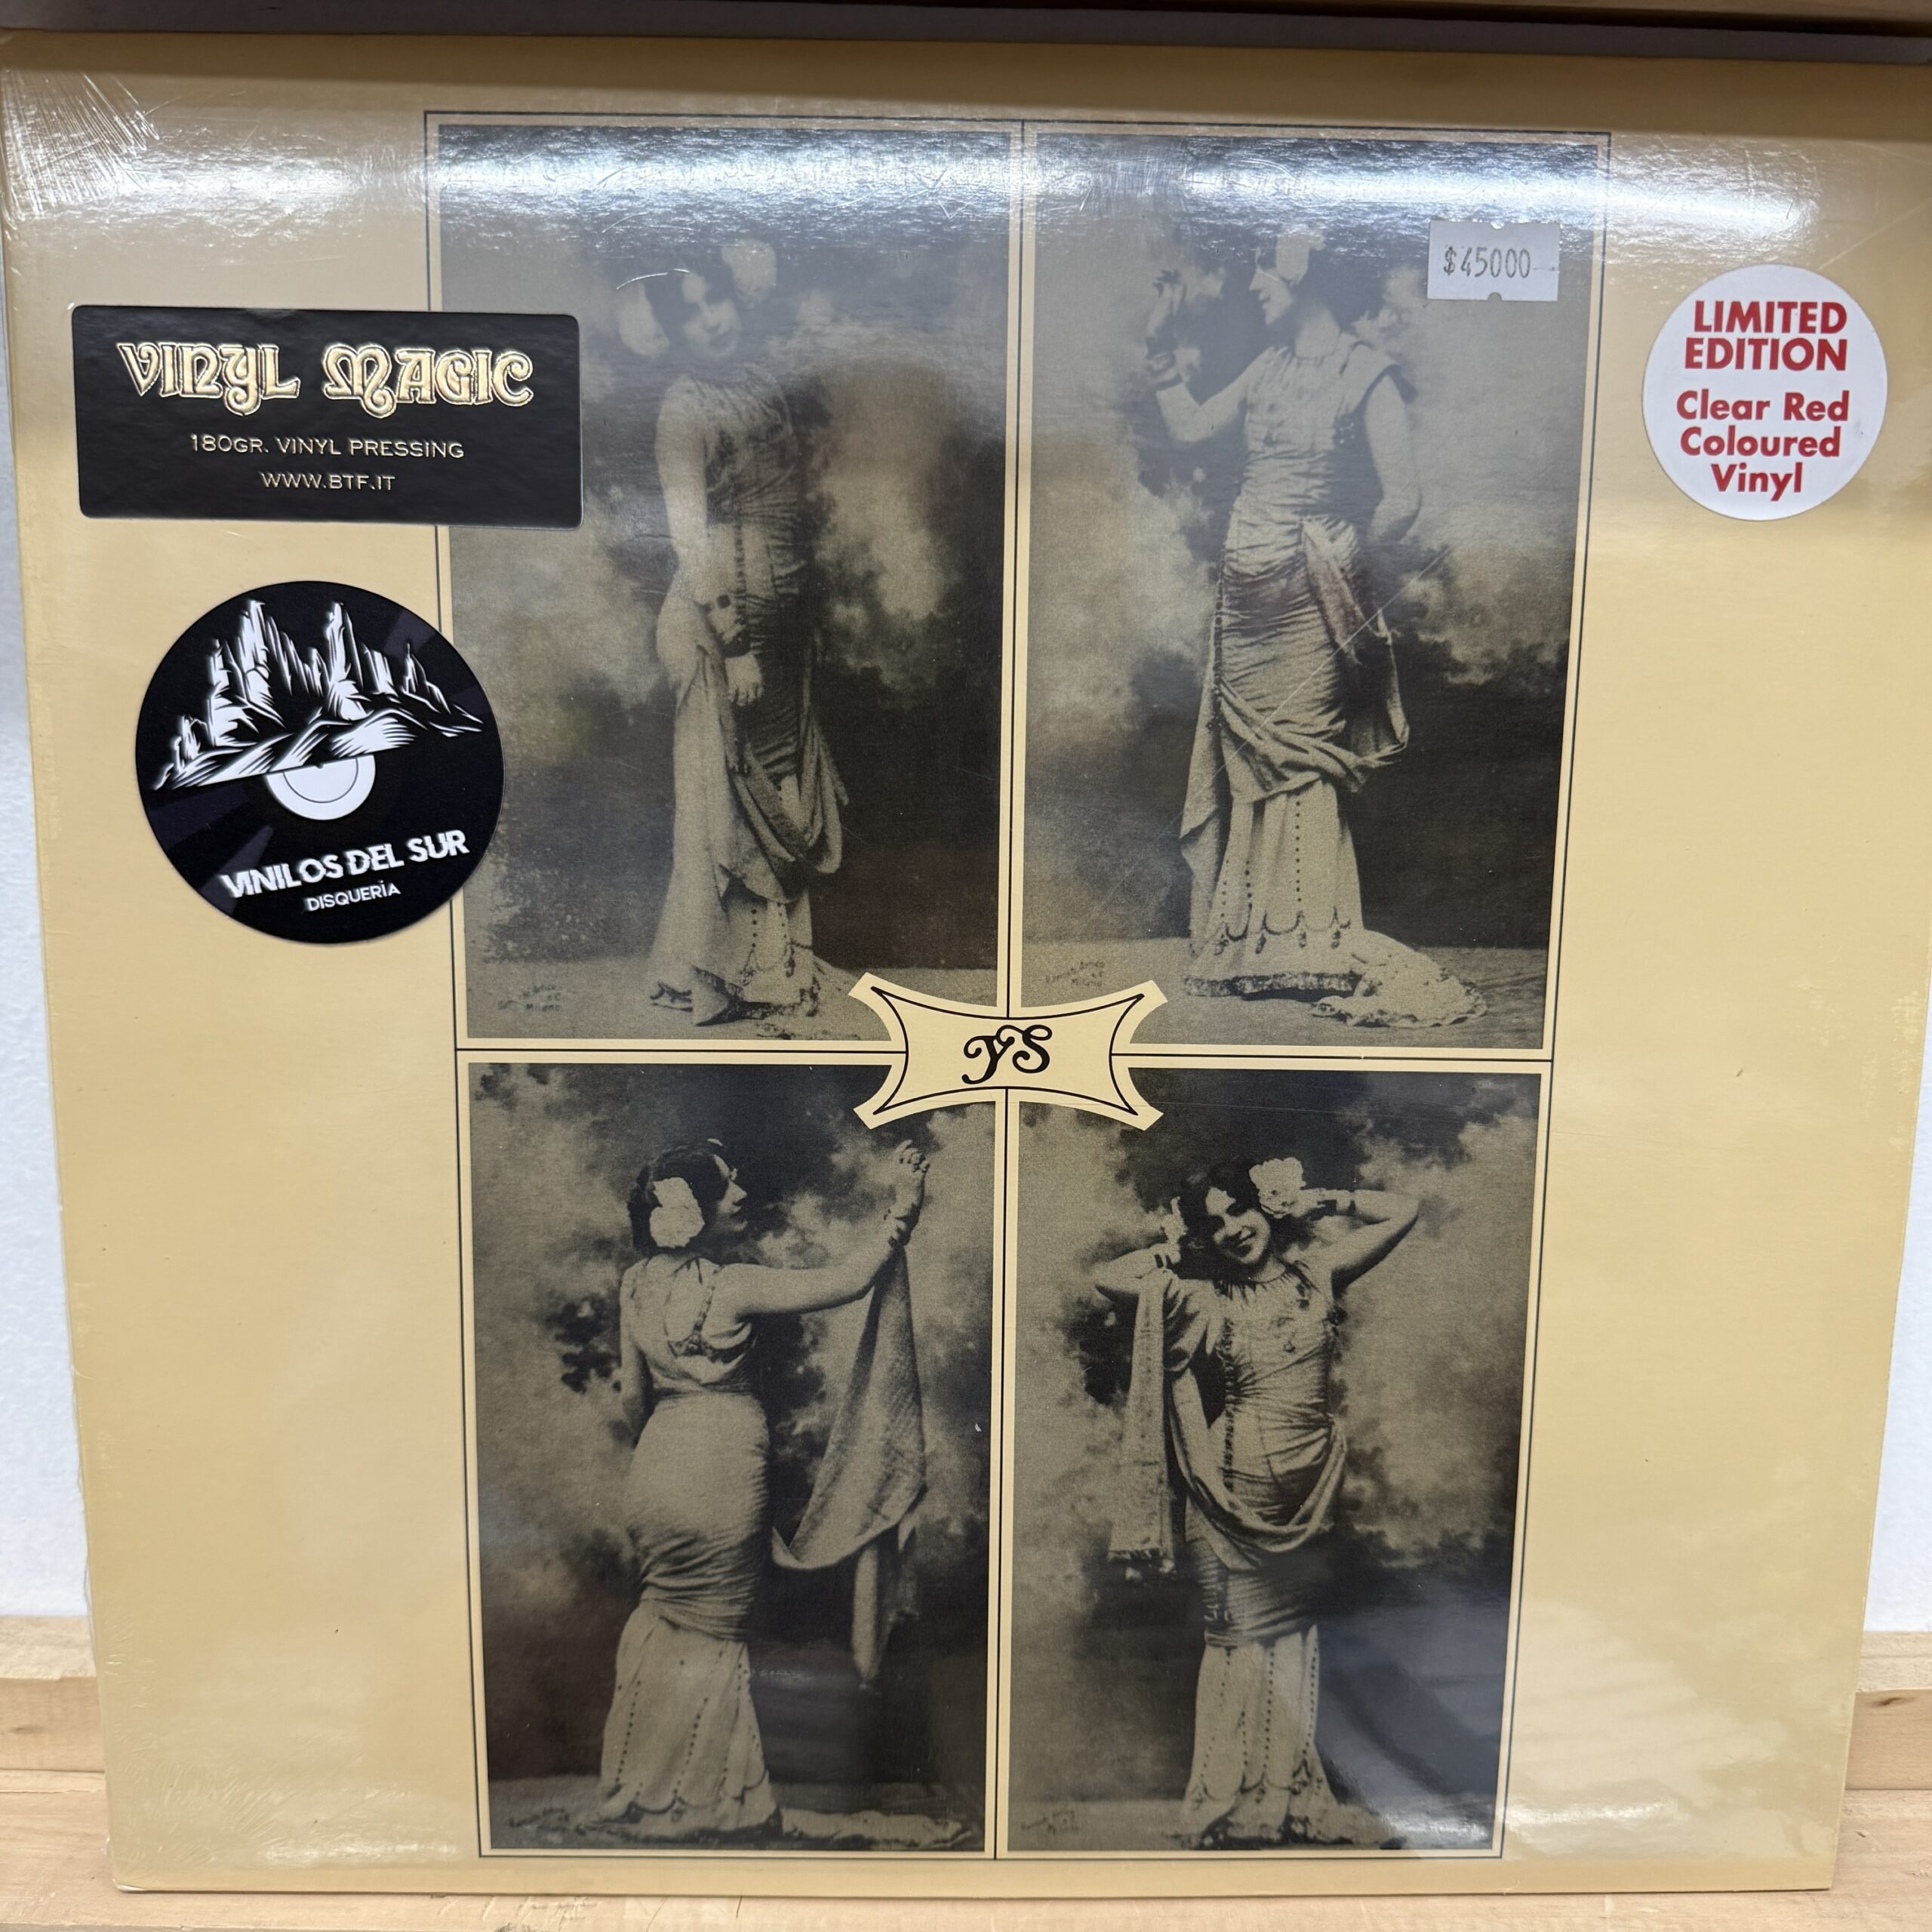 $45000
LIMITED
EDITION
Clear Red
Coloured
Vinyl
VINYL MAGIC
180GR. VINYL PRESSING
WWW.BTF.IT
VINILOS DEL SUR
DISQUERÍA
YS